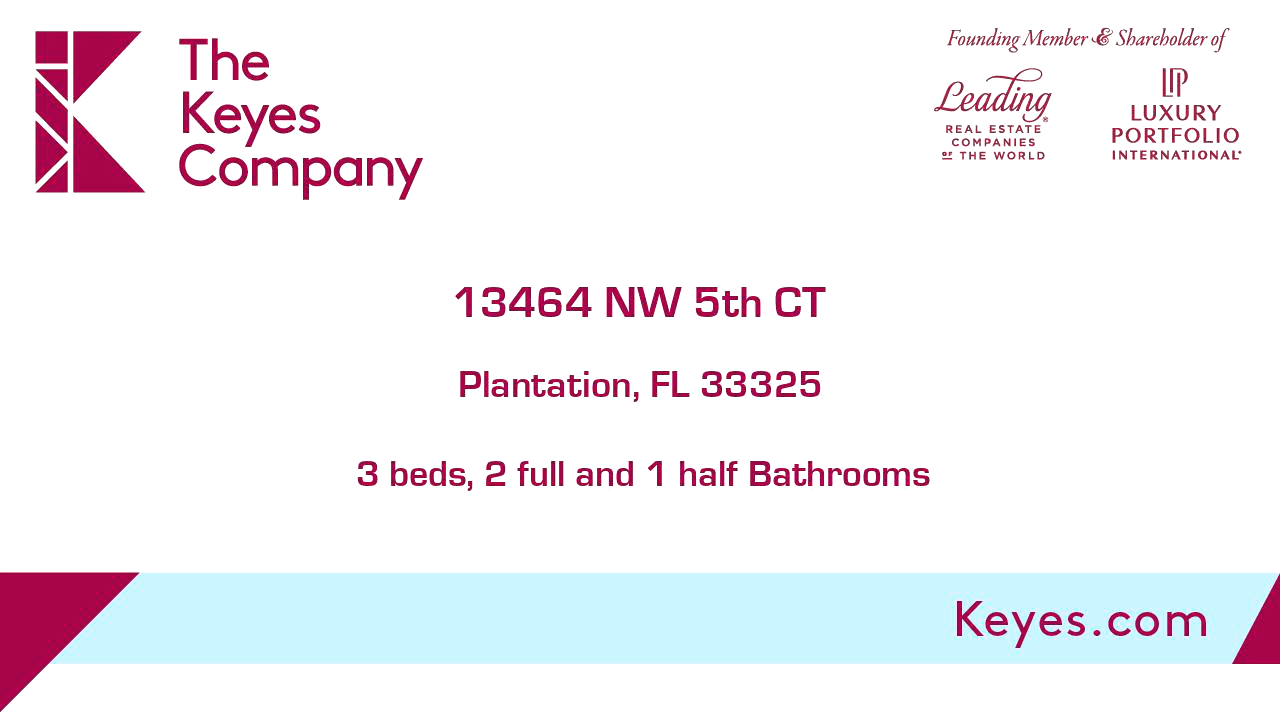 The
Keyes
Company
Founding Member & Shareholder of
Leading®
REAL ESTATE
COMPANIES
OF THE WORLD
LUXURY
PORTFOLIO
INTERNATIONAL
13464 NW 5th CT
Plantation, FL 33325
3 beds, 2 full and 1 half Bathrooms
Keyes.com